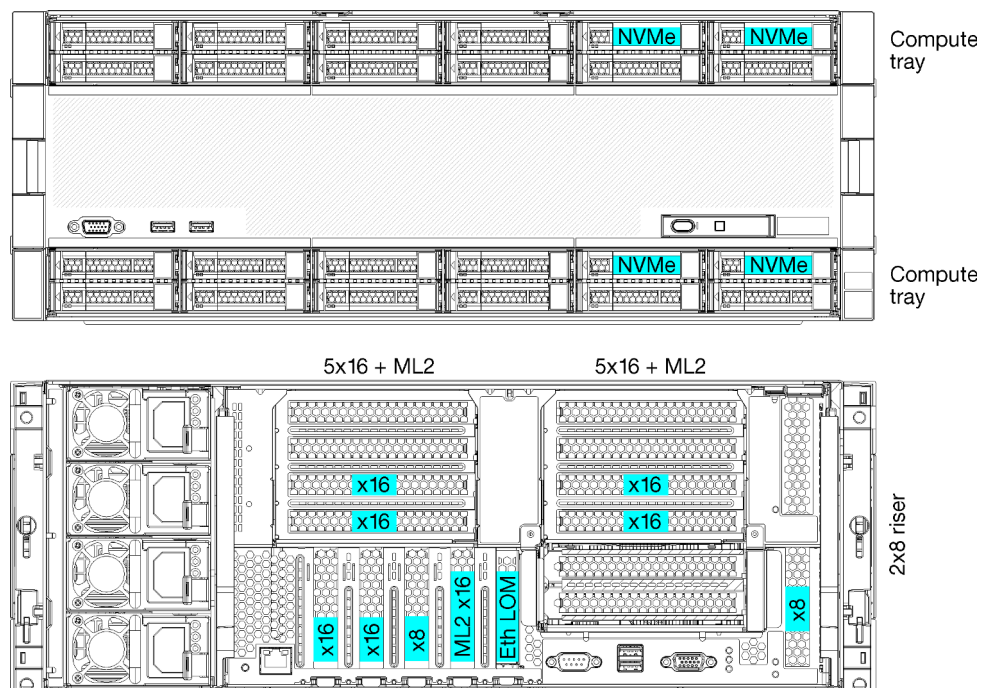 NVMe NVMe
Compute
tray
NVMe NVMe
Compute
tray
5x16 + ML2 5x16 + ML2
x16 x16
x16 x16
x16
x16
x8
ML2 x16
Eth LOM
x8
2x8 riser